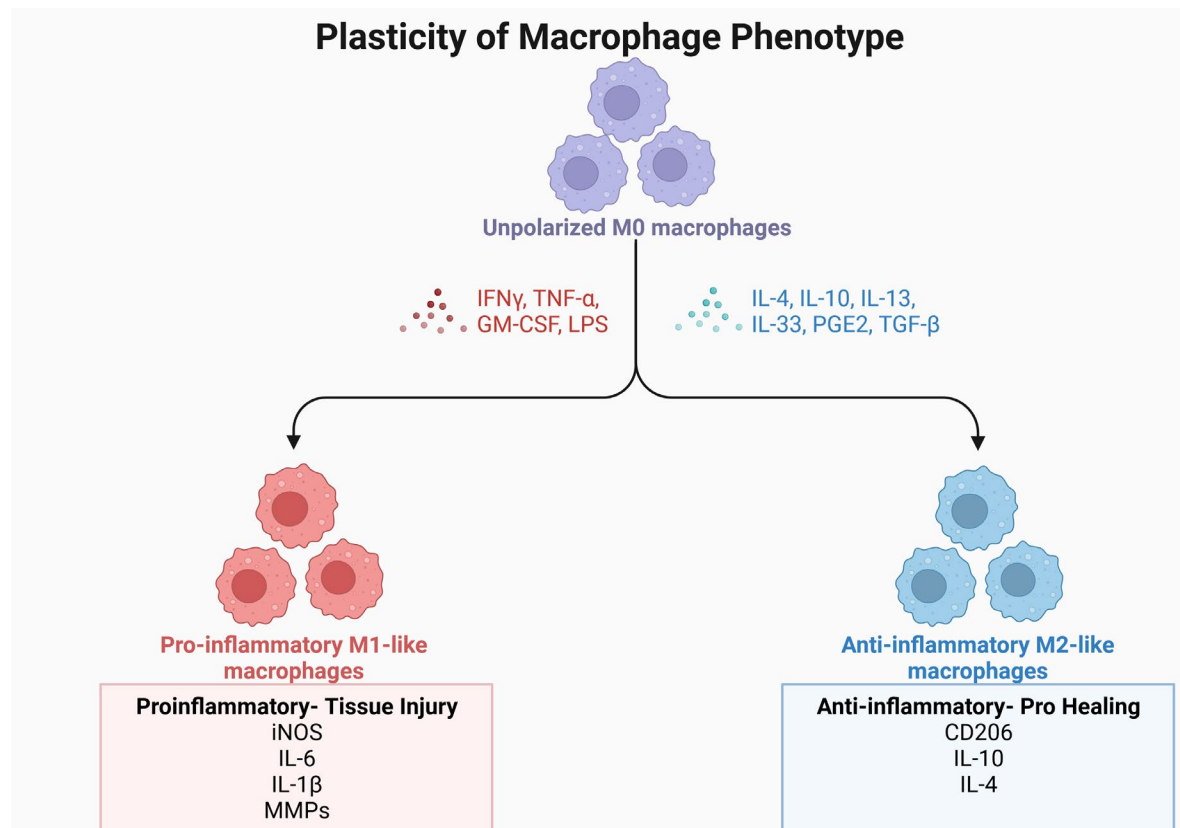 Plasticity of Macrophage Phenotype
Unpolarized M0 macrophages
IFNγ, TNF-α,
GM-CSF, LPS
IL-4, IL-10, IL-13,
IL-33, PGE2, TGF-β
Pro-inflammatory M1-like
macrophages
Proinflammatory- Tissue Injury
iNOS
IL-6
IL-1β
MMPs
Anti-inflammatory M2-like
macrophages
Anti-inflammatory- Pro Healing
CD206
IL-10
IL-4